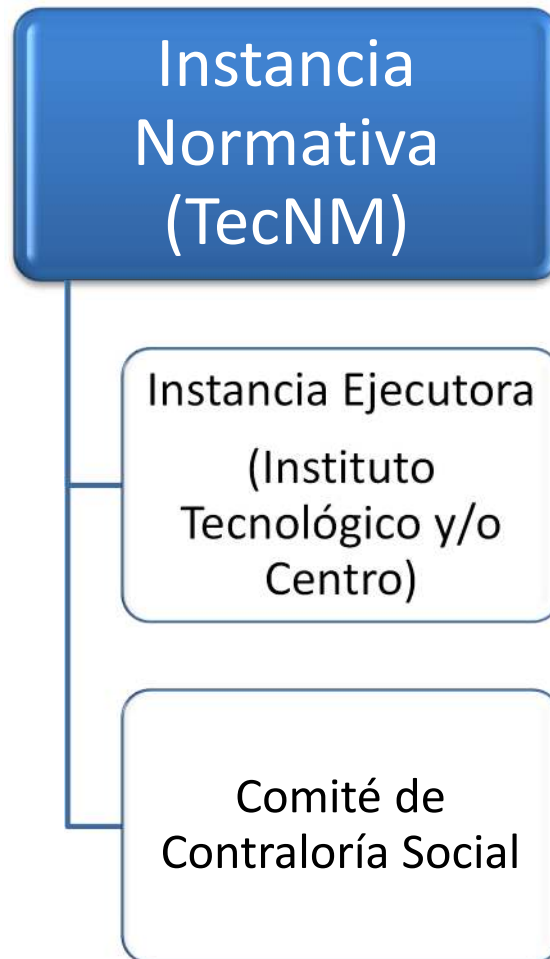 Instancia
Normativa
(TecNM)
Instancia Ejecutora
(Instituto
Tecnológico y/o
Centro)
Comité de
Contraloría Social